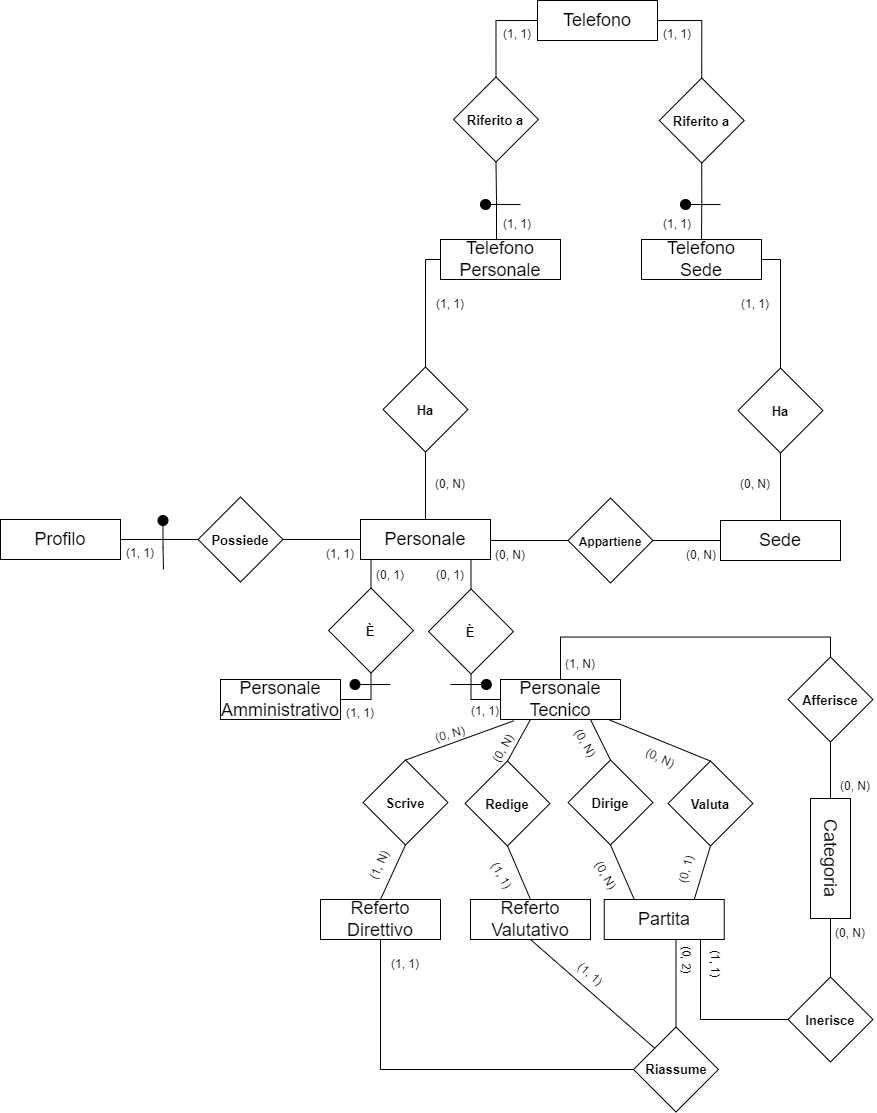 Telefono
(1, 1)
(1, 1)
Riferito a
Riferito a
(1, 1)
(1, 1)
Telefono
Personale
Telefono
Sede
(1, 1)
(1, 1)
Ha
Ha
(0, N)
(0, N)
Profilo
(1, 1)
Possiede
(1, 1)
Personale
(0, N)
Appartiene
(0, N)
Sede
(0, 1)
(0, 1)
È
È
(1, N)
Personale
Amministrativo
(1, 1)
(1, 1)
Personale
Tecnico
Afferisce
(0, N)
(0, N)
(0, N)
(0, N)
(0, N)
Scrive
Redige
Dirige
Valuta
Categoria
(1, N)
(1, 1)
(0, N)
(0, 1)
Referto
Direttivo
Referto
Valutativo
Partita
(0, N)
(1, 1)
(1, 1)
(0, 2)
(1, 1)
Inerisce
Riassume